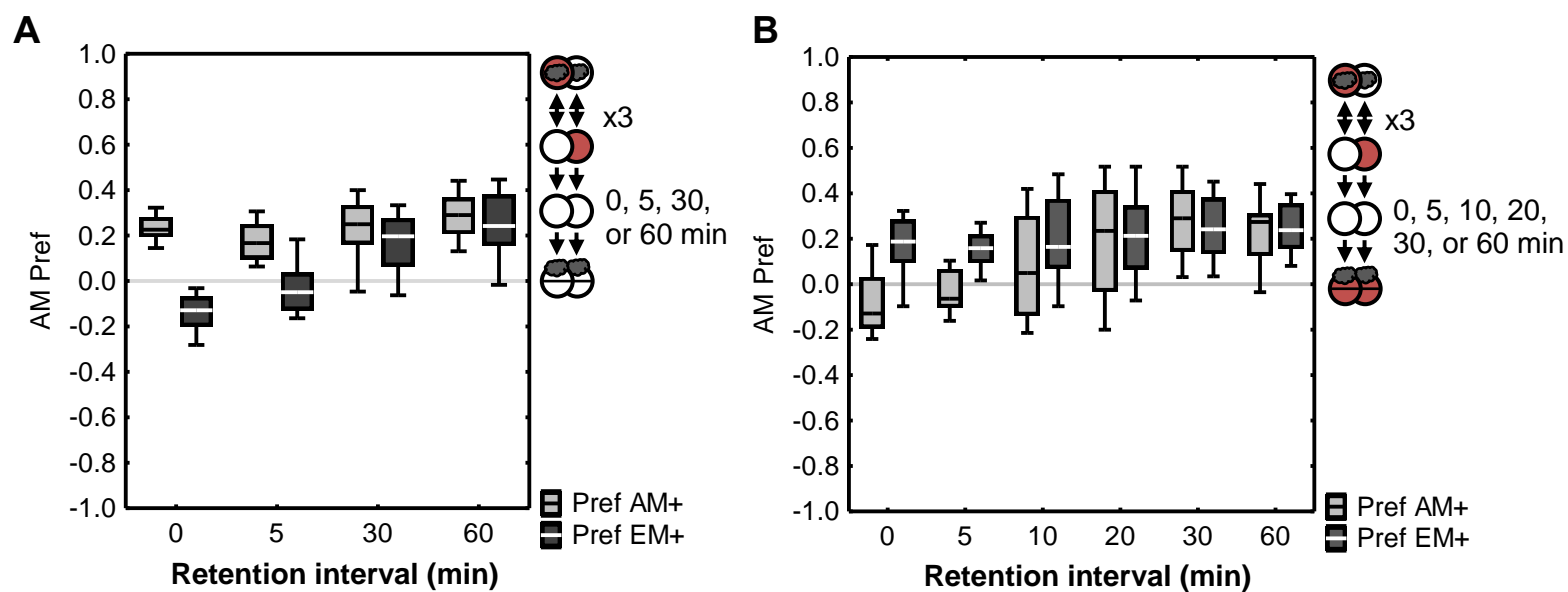 A
AM Pref
1.0
0.8
0.6
0.4
0.2
0.0
-0.2
-0.4
-0.6
-0.8
-1.0
0 5 30 60
Retention interval (min)
x3
0, 5, 30,
or 60 min
Pref AM+
Pref EM+
B
AM Pref
1.0
0.8
0.6
0.4
0.2
0.0
-0.2
-0.4
-0.6
-0.8
-1.0
0 5 10 20 30 60
Retention interval (min)
x3
0, 5, 10, 20,
30, or 60 min
Pref AM+
Pref EM+